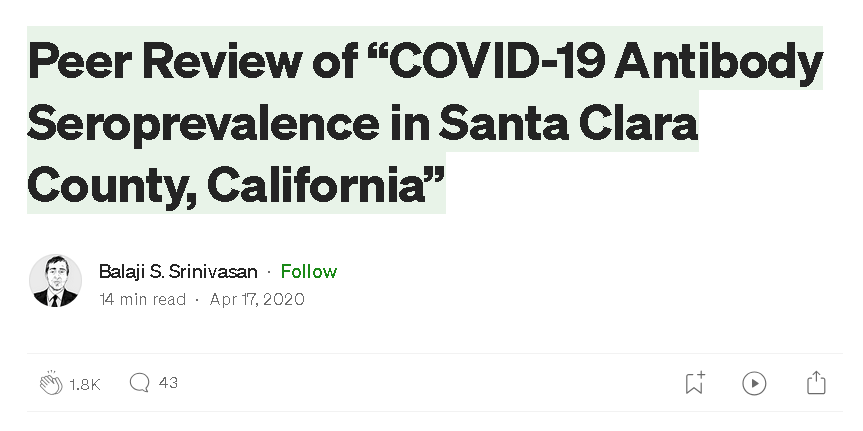 Peer Review of “COVID-19 Antibody
Seroprevalence in Santa Clara
County, California”
Balaji S. Srinivasan · Follow
14 min read · Apr 17, 2020
1.8K 43